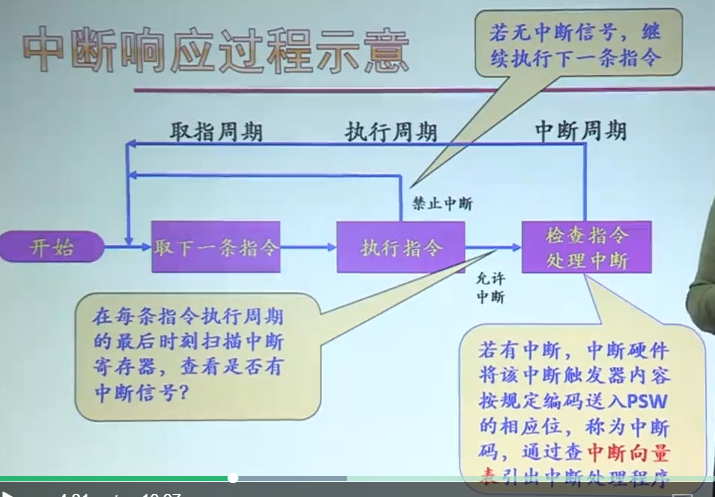 中断响应过程示意
若无中断信号，继
续执行下一条指令
取指周期
执行周期
中断周期
禁止中断
开始
取下一条指令
执行指令
检查指令
处理中断
允许
中断
在每条指令执行周期
的最后时刻扫描中断
寄存器，查看是否有
中断信号?
若有中断，中断硬件
将该中断触发器内容
按规定编码送入PSW
的相应位，称为中断
码，通过查中断向量
表引出中断处理程序